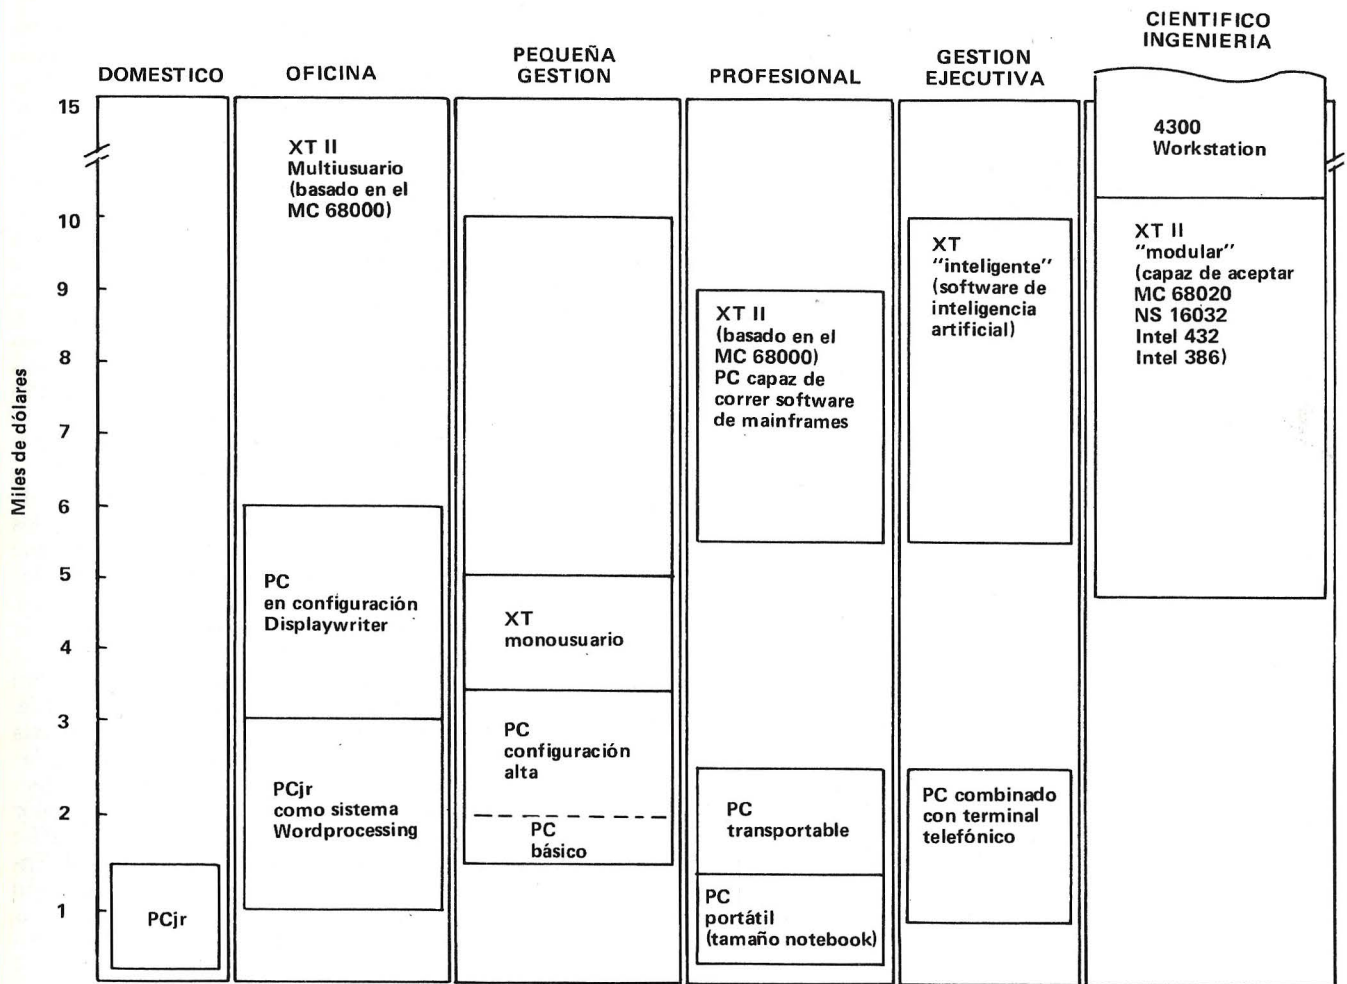 CIENTIFICO
INGENIERIA
DOMESTICO
OFICINA
PEQUEÑA
GESTION
PROFESIONAL
GESTION
EJECUTIVA
Miles de dólares
15
10
9
8
7
6
5
4
3
2
1
PCjr
XT II
Multiusuario
(basado en el
MC 68000)
PC
en configuración
Displaywriter
PCjr
como sistema
Wordprocessing
XT
monousuario
PC
configuración
alta
PC
básico
XT II
(basado en el
MC 68000)
PC capaz de
correr software
de mainframes
PC
transportable
PC
portátil
(tamaño notebook)
XT
"inteligente"
(software de
inteligencia
artificial)
PC combinado
con terminal
telefónico
4300
Workstation
XT II
"modular"
(capaz de aceptar
MC 68020
NS 16032
Intel 432
Intel 386)